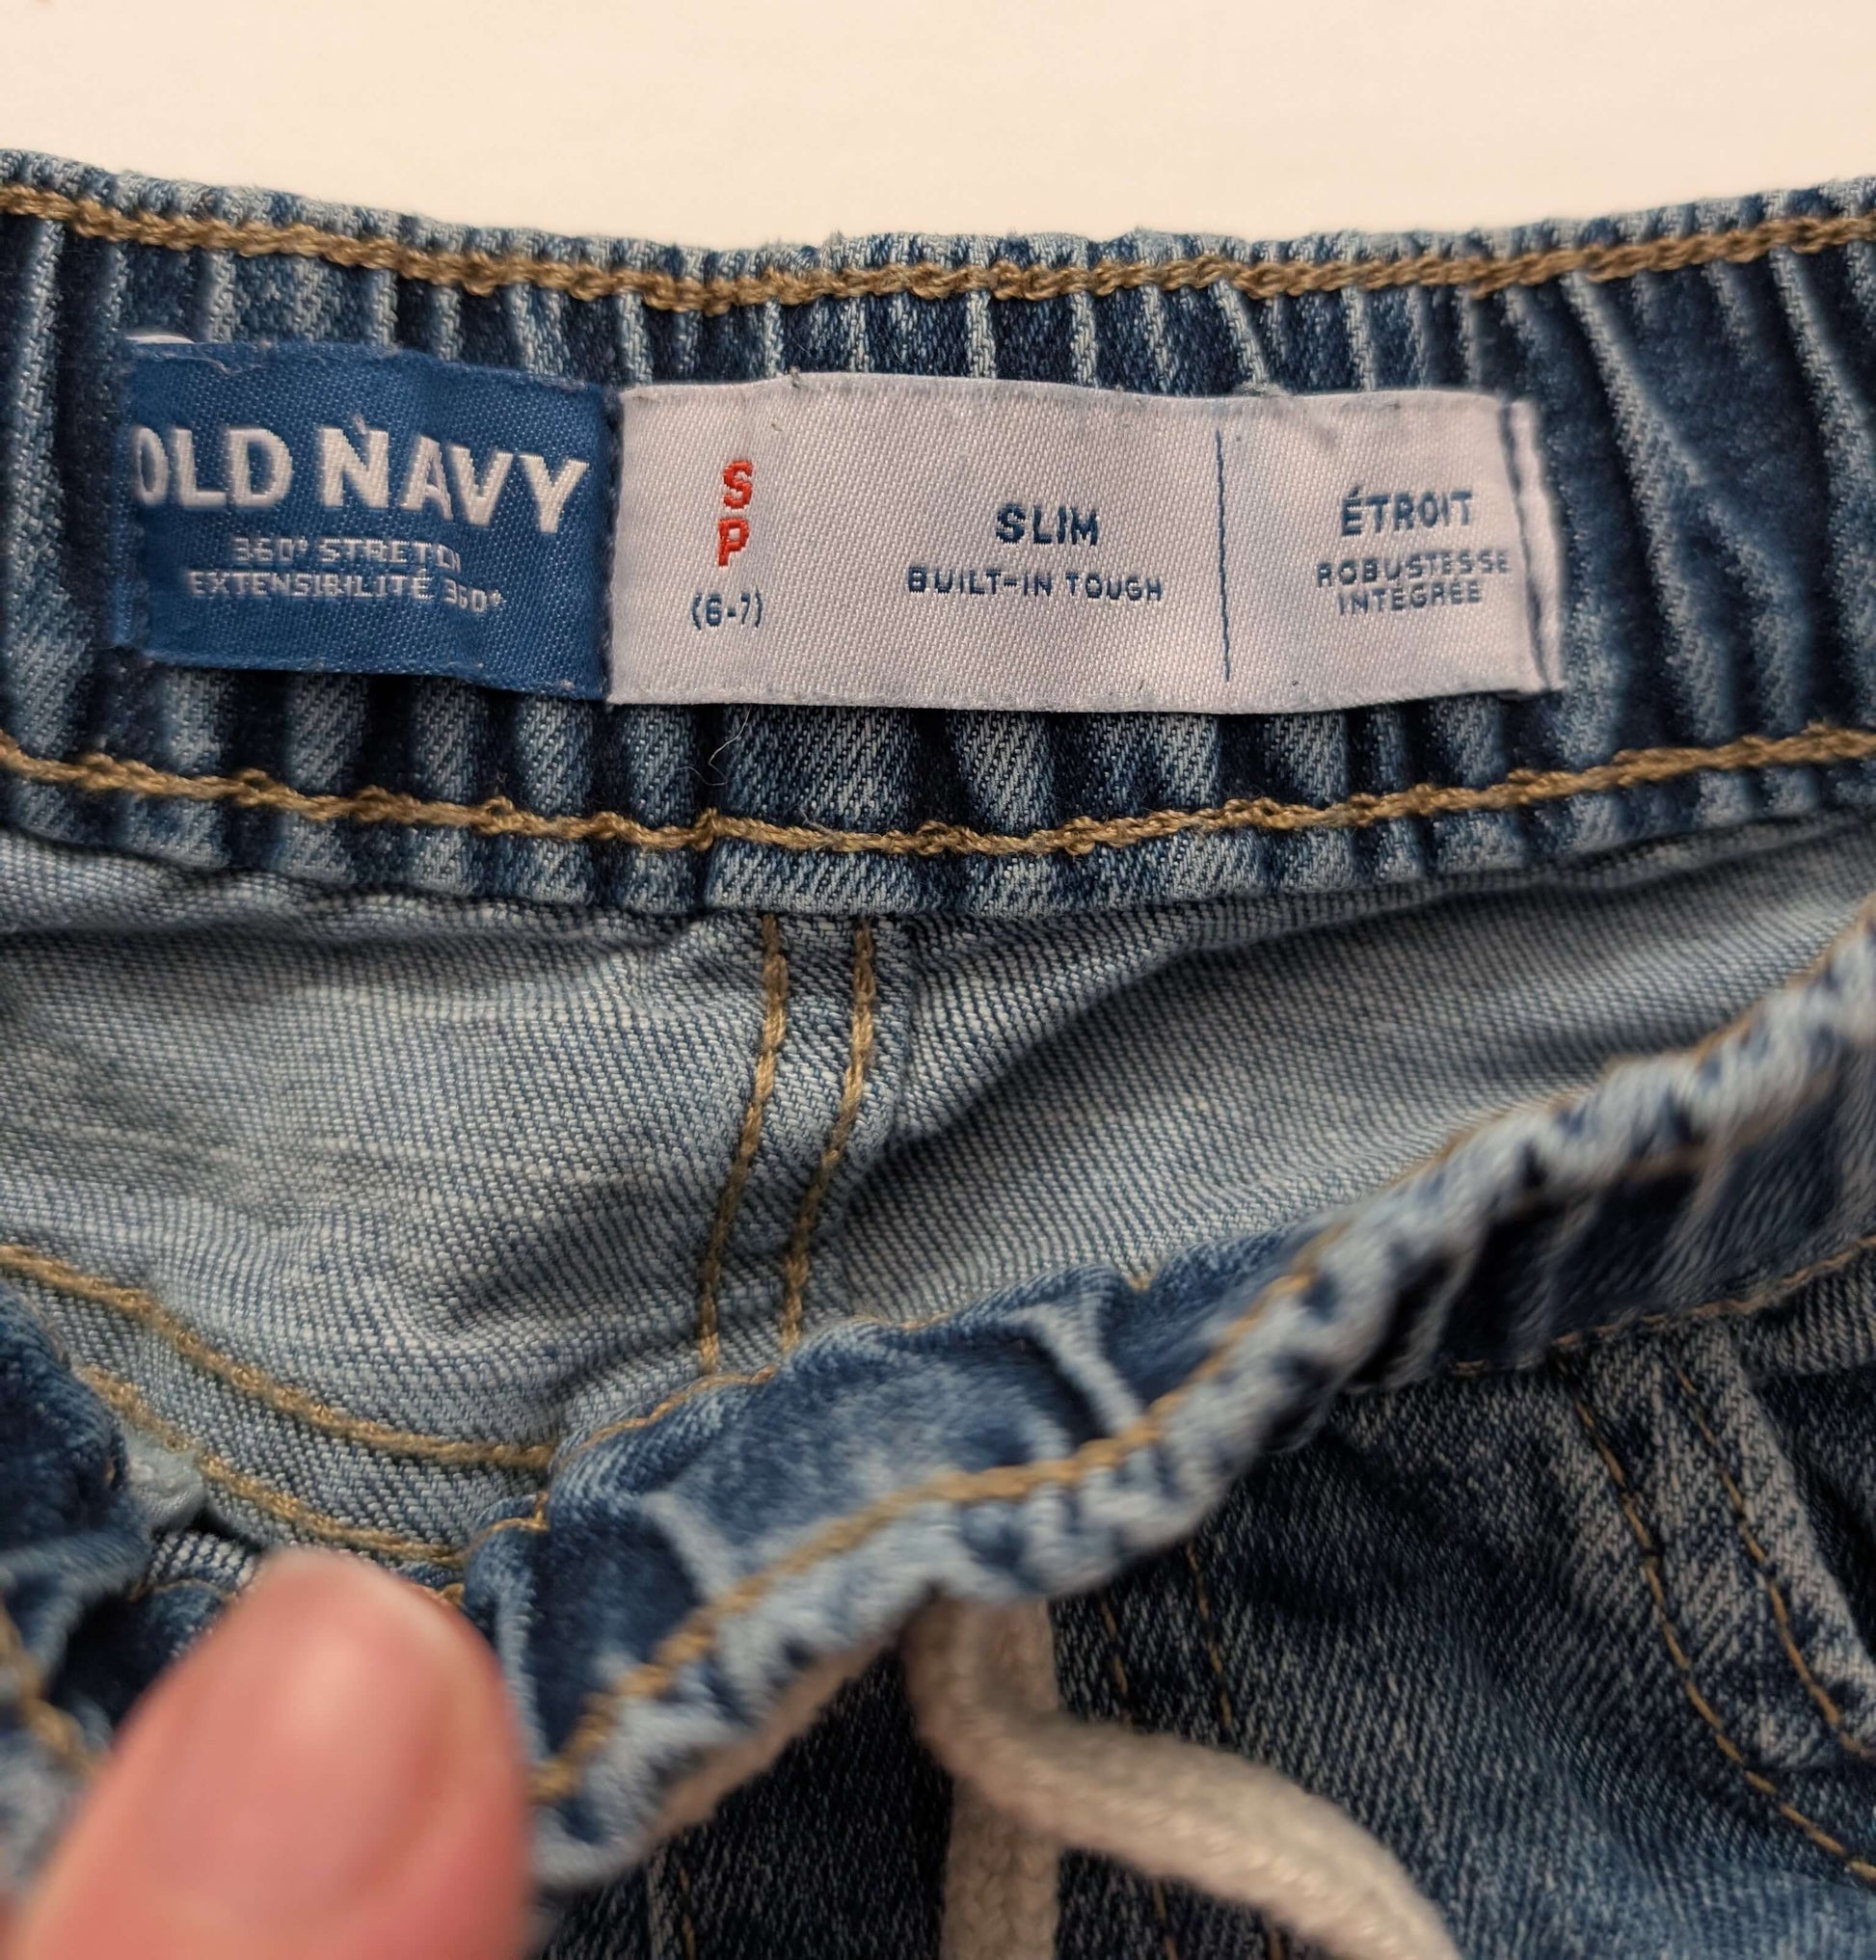 OLD NAVY
360° STRETCH
EXTENSIBILITÉ 360°
S
P
(6-7)
SLIM
BUILT-IN TOUGH
ÉTROIT
ROBUSTESSE
INTÉGRÉE